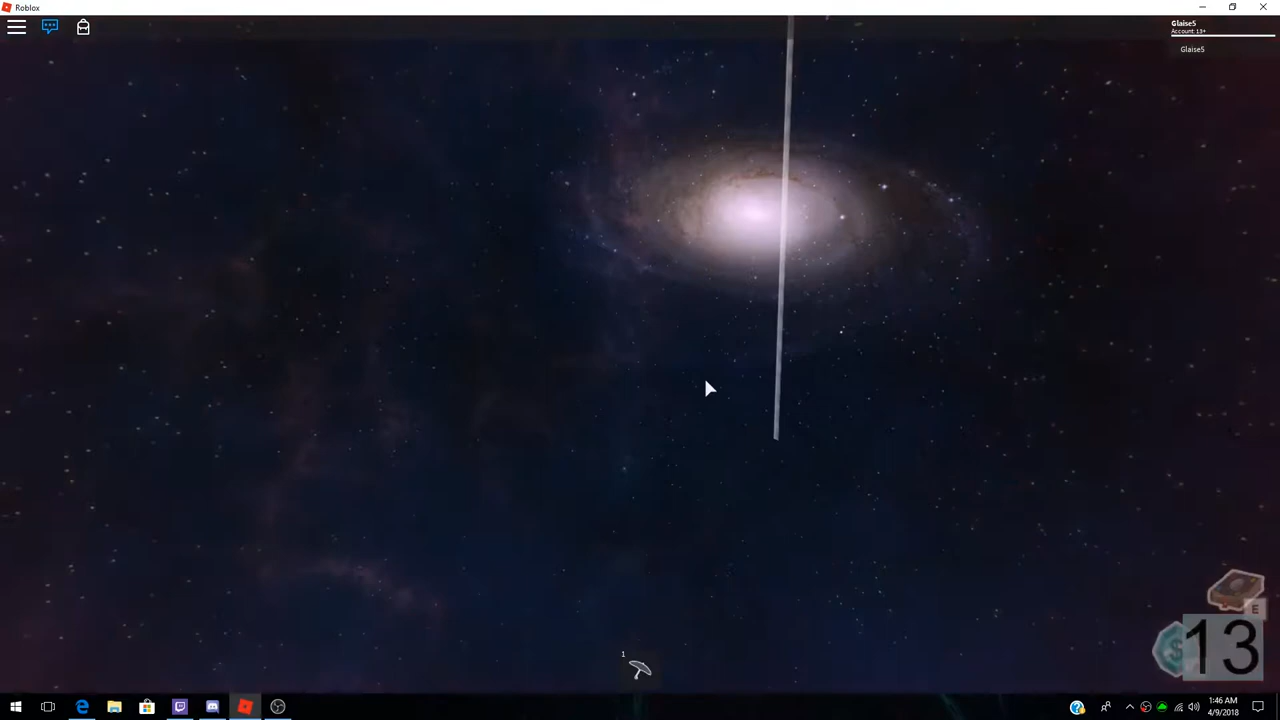 Roblox
Glaise5
Account: 13+
Glaise5
E
$ 13
1
1:46 AM
4/9/2018